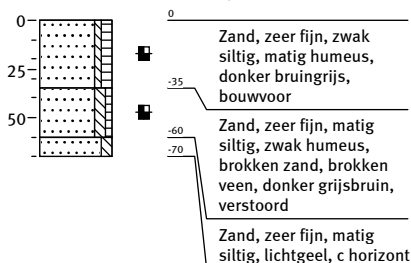 0
0
Zand, zeer fijn, zwak
siltig, matig humeus,
donker bruingrijs,
bouwvoor
25
-35
50
Zand, zeer fijn, matig
siltig, zwak humeus,
brokken zand, brokken
veen, donker grijsbruin,
verstoord
-60
-70
Zand, zeer fijn, matig
siltig, lichtgeel, c horizont